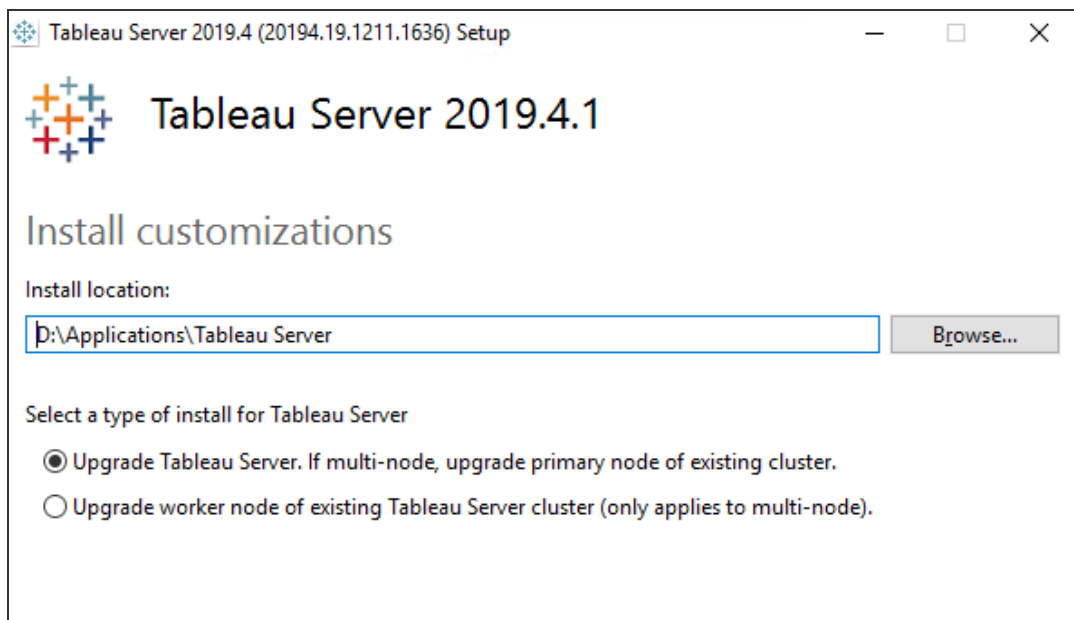 Tableau Server 2019.4 (20194.19.1211.1636) Setup
Tableau Server 2019.4.1
Install customizations
Install location:
D:\Applications\Tableau Server
Browse...
Select a type of install for Tableau Server
Upgrade Tableau Server. If multi-node, upgrade primary node of existing cluster.
Upgrade worker node of existing Tableau Server cluster (only applies to multi-node).